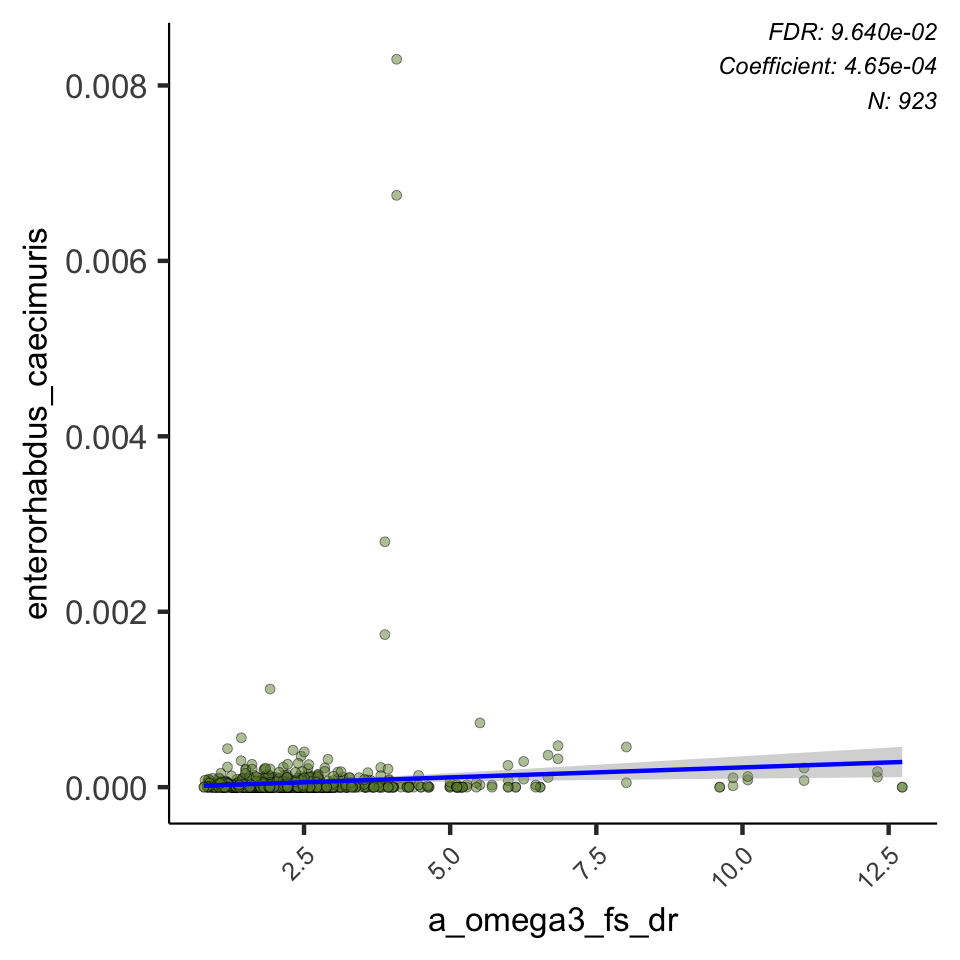 FDR: 9.640e-02
Coefficient: 4.65e-04
N: 923
enterorhabdus_caecimuris
0.008
0.006
0.004
0.002
0.000
2.5
5.0
7.5
10.0
12.5
a_omega3_fs_dr